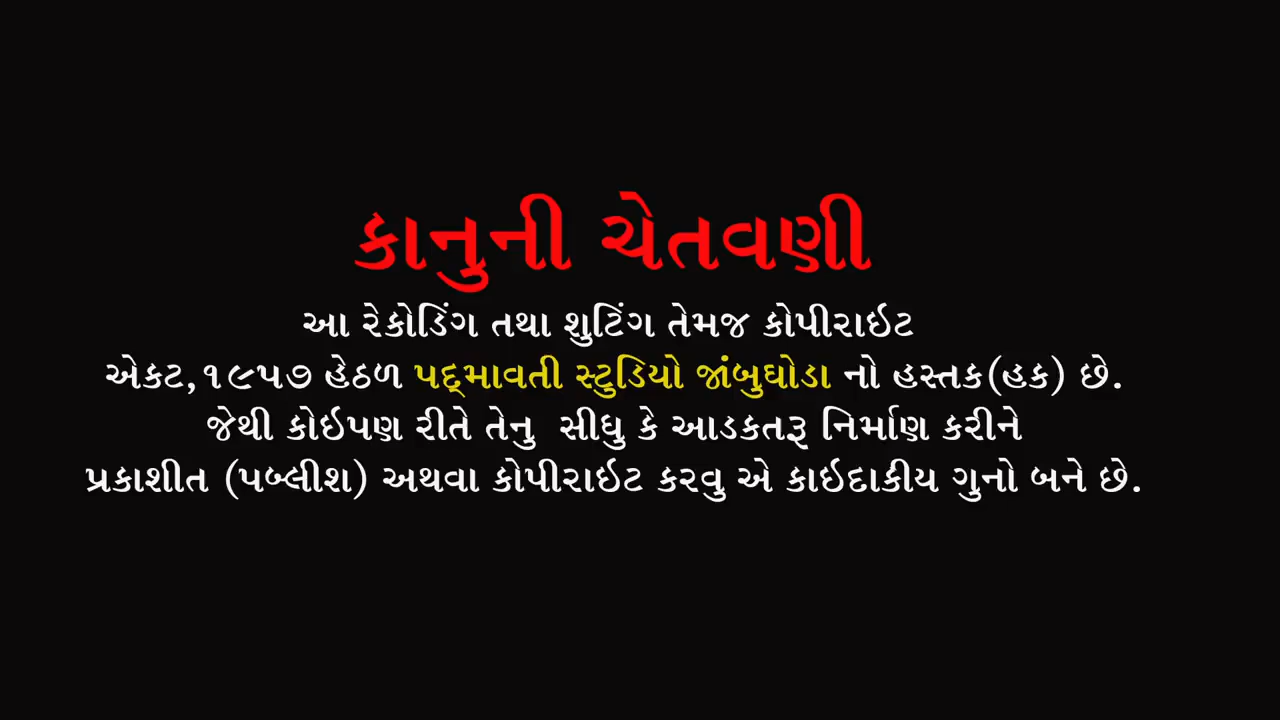 કાનુની ચેતવણી
આ રેકોડિંગ તથા શુટિંગ તેમજ કોપીરાઇટ
એકટ,૧૯૫૭ હેઠળ પદ્માવતી સ્ટુડિયો જાંબુઘોડા નો હસ્તક(હક) છે.
જેથી કોઇપણ રીતે તેનુ સીધુ કે આડકતરૂ નિર્માણ કરીને
પ્રકાશીત (પબ્લીશ) અથવા કોપીરાઇટ કરવુ એ કાઇદાકીય ગુનો બને છે.